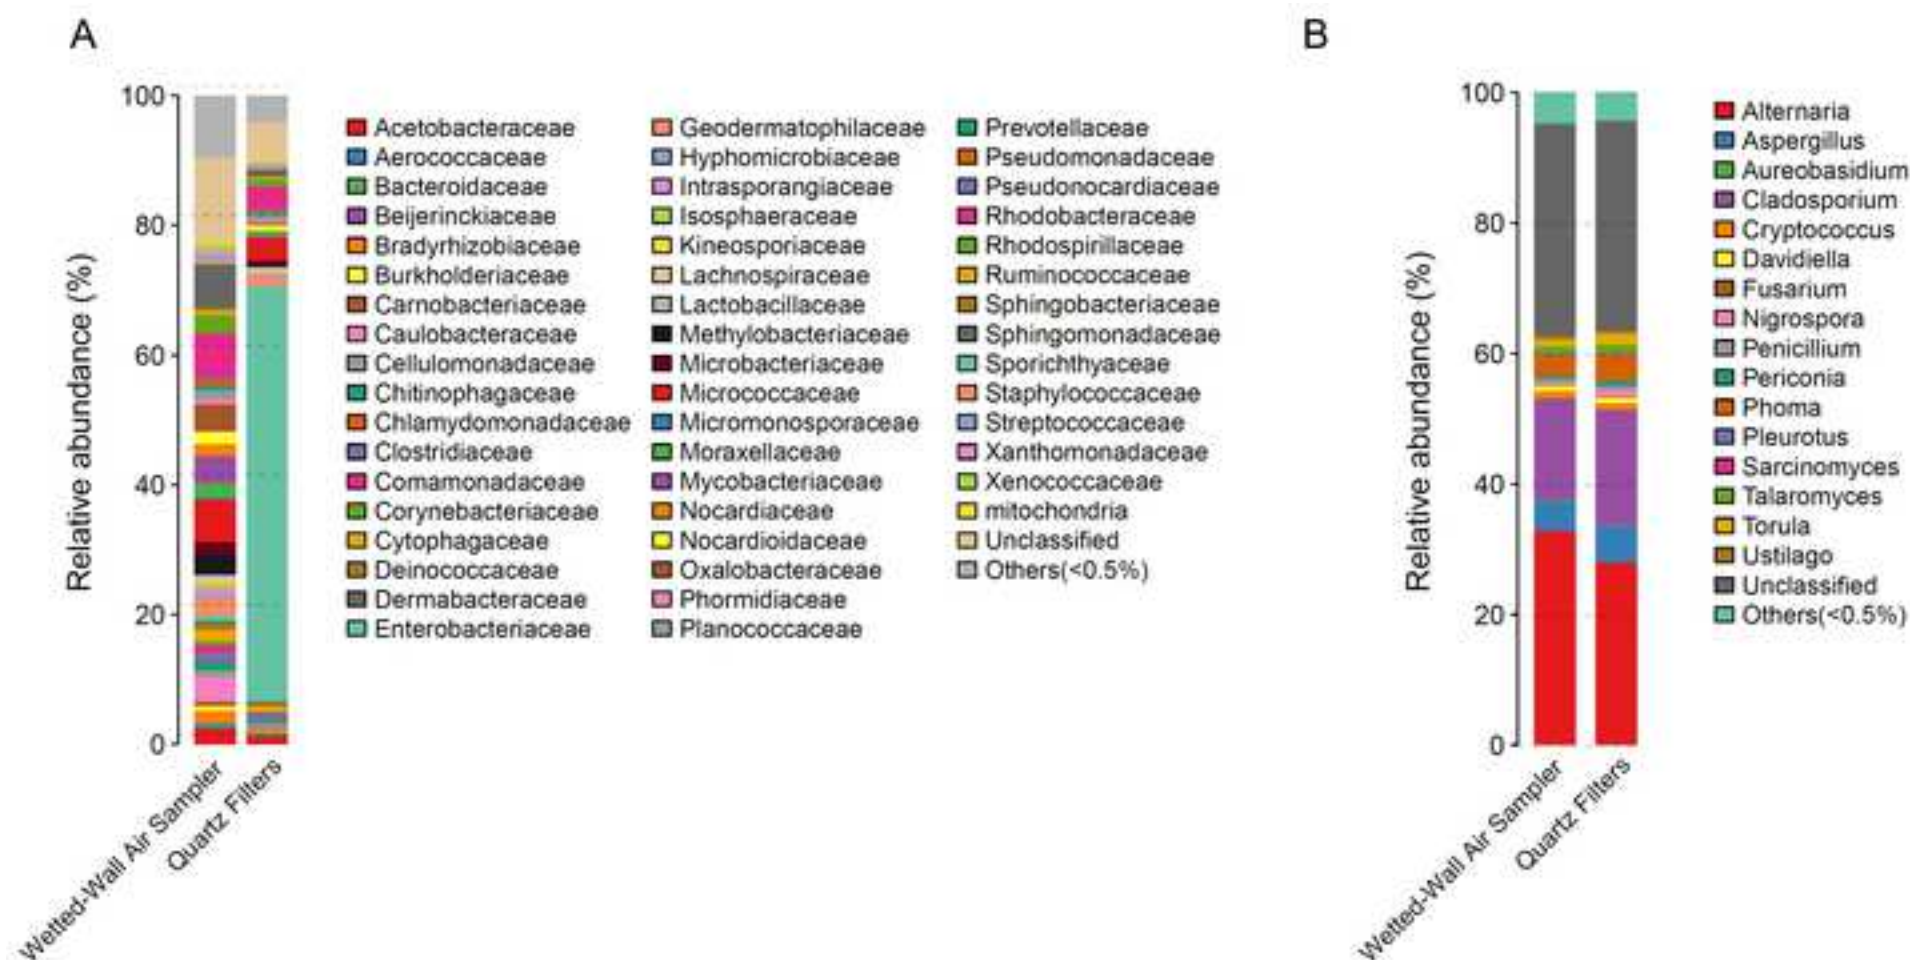 A
Relative abundance (%)
100
80
60
40
20
0
Wetted-Wall Air Sampler
Quartz Filters
Acetobacteraceae
Aerococcaceae
Bacteroidaceae
Beijerinckiaceae
Bradyrhizobiaceae
Burkholderiaceae
Carnobacteriaceae
Caulobacteraceae
Cellulomonadaceae
Chitinophagaceae
Chlamydomonadaceae
Clostridiaceae
Comamonadaceae
Corynebacteriaceae
Cytophagaceae
Deinococcaceae
Dermabacteraceae
Enterobacteriaceae
Geodermatophilaceae
Hyphomicrobiaceae
Intrasporangiaceae
Isosphaeraceae
Kineosporiaceae
Lachnospiraceae
Lactobacillaceae
Methylobacteriaceae
Microbacteriaceae
Micrococcaceae
Micromonosporaceae
Moraxellaceae
Mycobacteriaceae
Nocardiaceae
Nocardioidaceae
Oxalobacteraceae
Phormidiaceae
Planococcaceae
Prevotellaceae
Pseudomonadaceae
Pseudonocardiaceae
Rhodobacteraceae
Rhodospirillaceae
Ruminococcaceae
Sphingobacteriaceae
Sphingomonadaceae
Sporichthyaceae
Staphylococcaceae
Streptococcaceae
Xanthomonadaceae
Xenococcaceae
mitochondria
Unclassified
Others(<0.5%)
B
Relative abundance (%)
100
80
60
40
20
0
Wetted-Wall Air Sampler
Quartz Filters
Alternaria
Aspergillus
Aureobasidium
Cladosporium
Cryptococcus
Davidiella
Fusarium
Nigrospora
Penicillium
Periconia
Phoma
Pleurotus
Sarcinomyces
Talaromyces
Torula
Ustilago
Unclassified
Others(<0.5%)